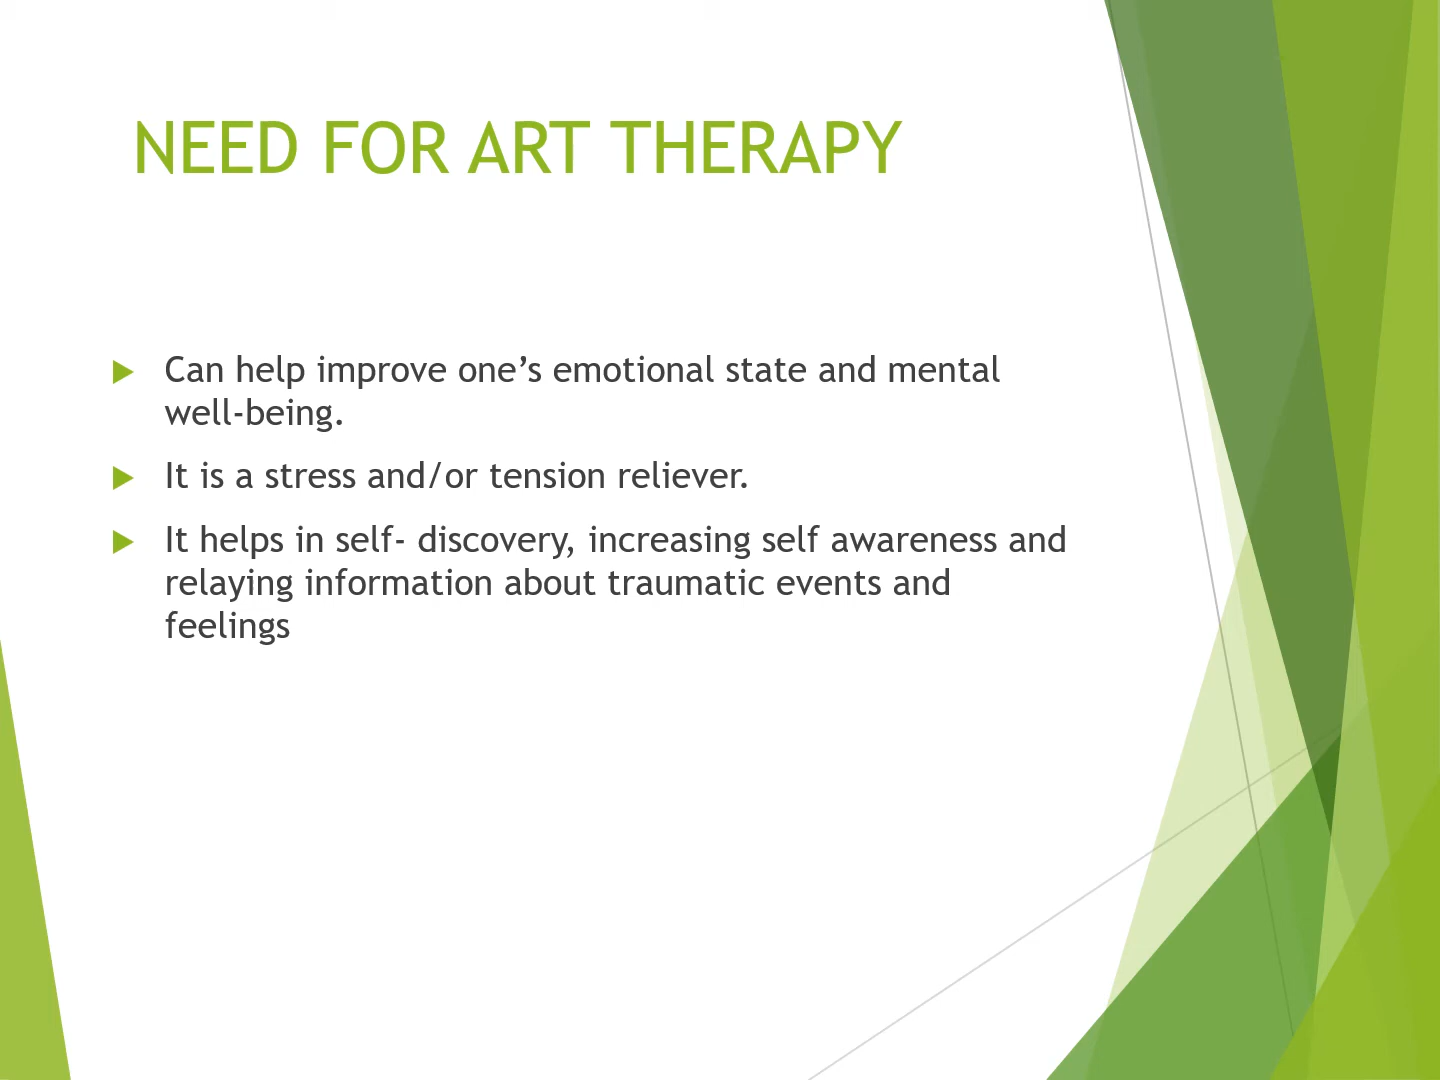 NEED FOR ART THERAPY
Can help improve one’s emotional state and mental
well-being.
It is a stress and/or tension reliever.
It helps in self- discovery, increasing self awareness and
relaying information about traumatic events and
feelings